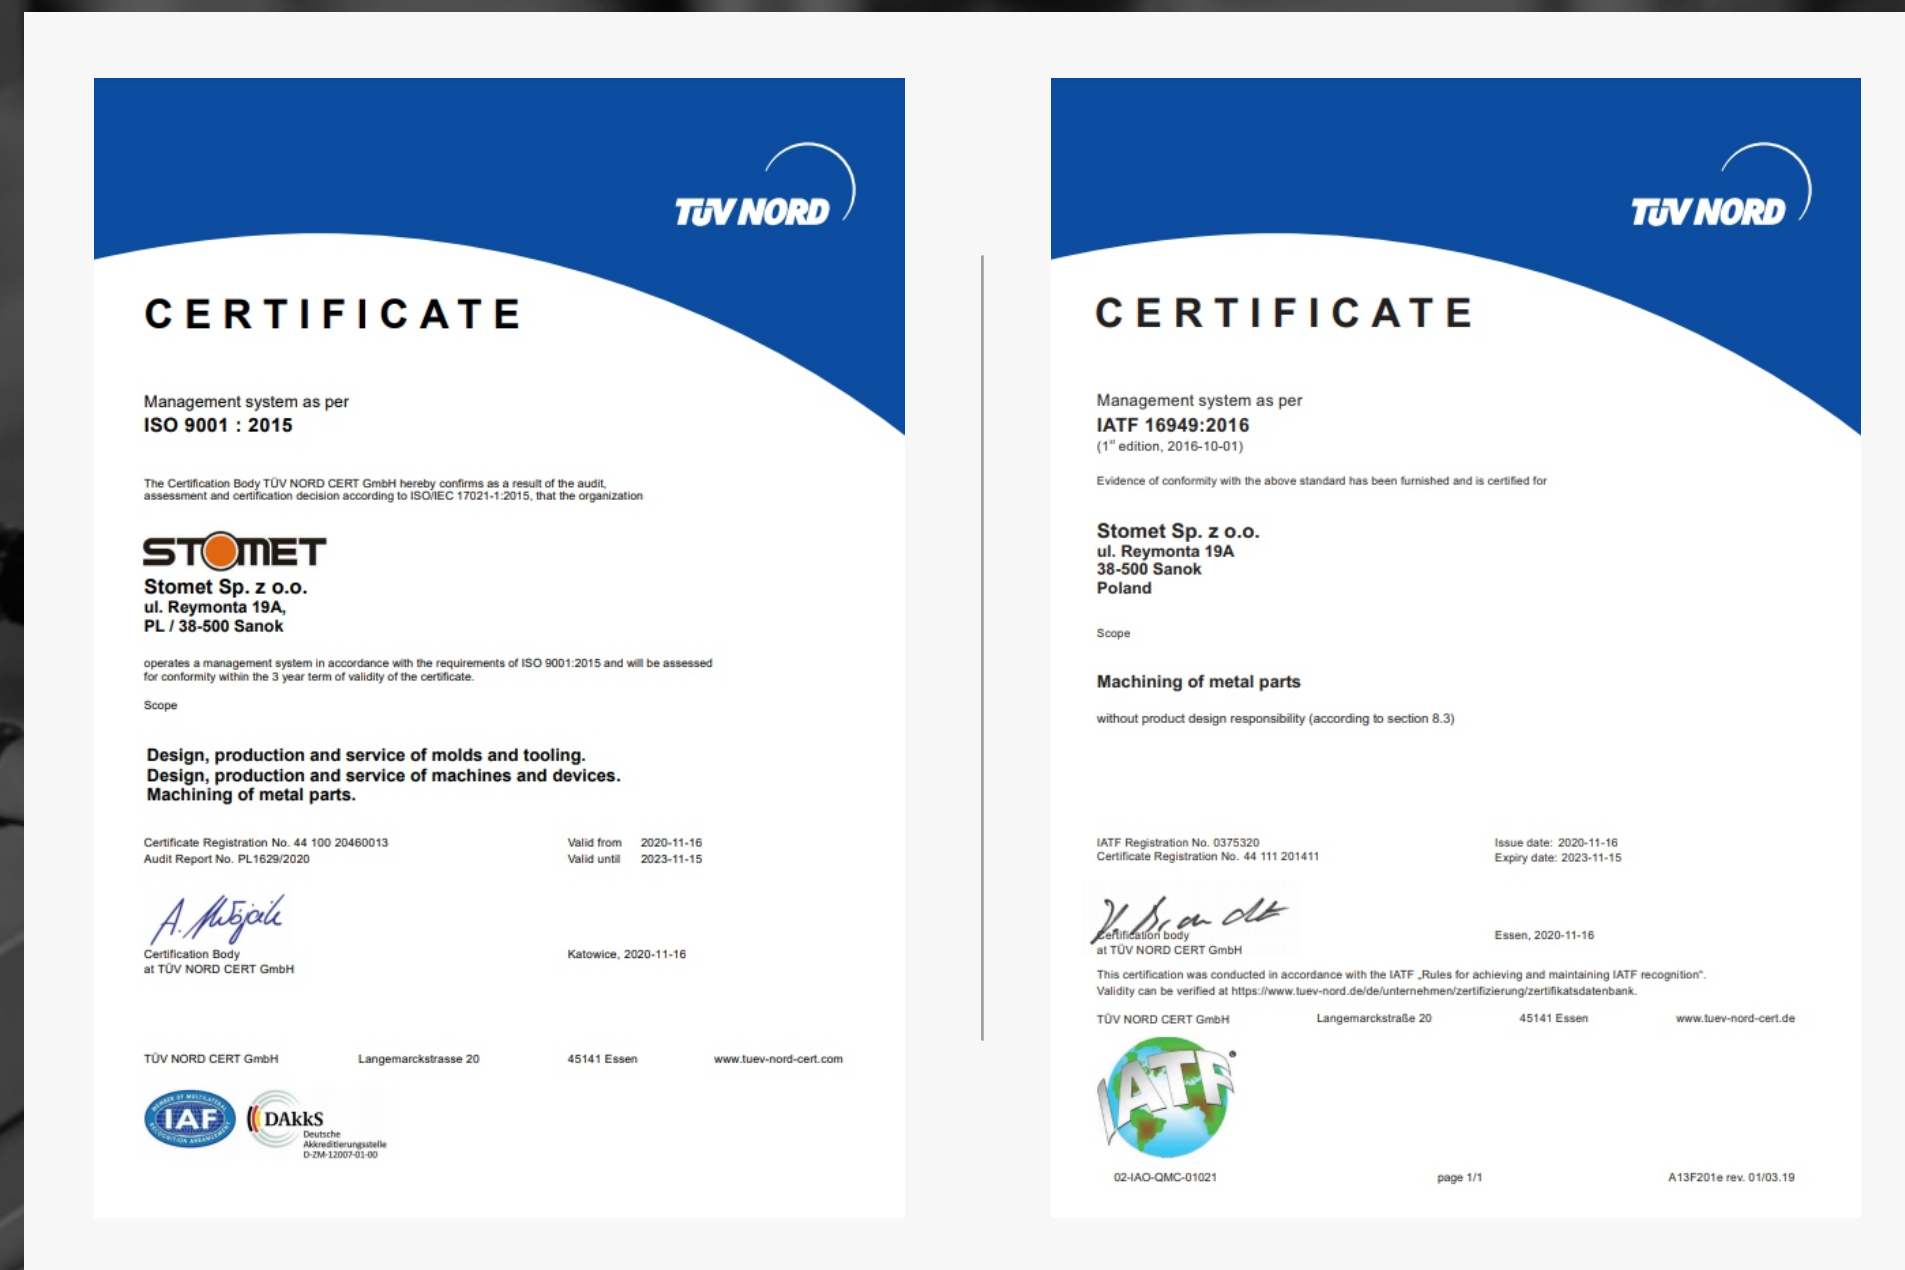 TÜV NORD
CERTIFICATE
Management system as per
ISO 9001 : 2015
The Certification Body TÜV NORD CERT GmbH hereby confirms as a result of the audit,
assessment and certification decision according to ISO/IEC 17021-1:2015, that the organization
STOMET
Stomet Sp. z o.o.
ul. Reymonta 19A,
PL / 38-500 Sanok
operates a management system in accordance with the requirements of ISO 9001:2015 and will be assessed
for conformity within the 3 year term of validity of the certificate.
Scope
Design, production and service of molds and tooling.
Design, production and service of machines and devices.
Machining of metal parts.
Certificate Registration No. 44 100 20460013
Audit Report No. PL1629/2020
Valid from 2020-11-16
Valid until 2023-11-15
A. Wójcik
Certification Body
at TÜV NORD CERT GmbH
Katowice, 2020-11-16
TÜV NORD CERT GmbH Langemarckstrasse 20 45141 Essen www.tuev-nord-cert.com
MEMBER OF MULTILATERAL
IAF
RECOGNITION ARRANGEMENT
DAkkS
Deutsche
Akkreditierungsstelle
D-ZM-12007-01-00
TÜV NORD
CERTIFICATE
Management system as per
IATF 16949:2016
(1st edition, 2016-10-01)
Evidence of conformity with the above standard has been furnished and is certified for
Stomet Sp. z o.o.
ul. Reymonta 19A
38-500 Sanok
Poland
Scope
Machining of metal parts
without product design responsibility (according to section 8.3)
IATF Registration No. 0375320
Certificate Registration No. 44 111 201411
Issue date: 2020-11-16
Expiry date: 2023-11-15
Certification body
at TÜV NORD CERT GmbH
Essen, 2020-11-16
This certification was conducted in accordance with the IATF „Rules for achieving and maintaining IATF recognition“.
Validity can be verified at https://www.tuev-nord.de/de/unternehmen/zertifizierung/zertifikatsdatenbank.
TÜV NORD CERT GmbH Langemarckstraße 20 45141 Essen www.tuev-nord-cert.de
IATF
02-IAO-QMC-01021 page 1/1 A13F201e rev. 01/03.19